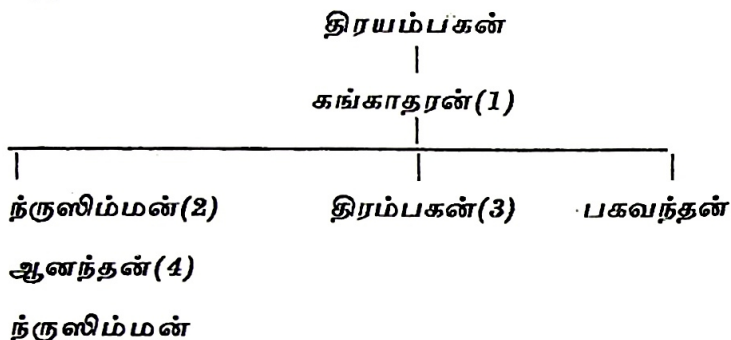 திரயம்பகன்
கங்காதரன்(1)
ந்ருஸிம்மன்(2) திரம்பகன்(3) பகவந்தன்
ஆனந்தன்(4)
ந்ருஸிம்மன்